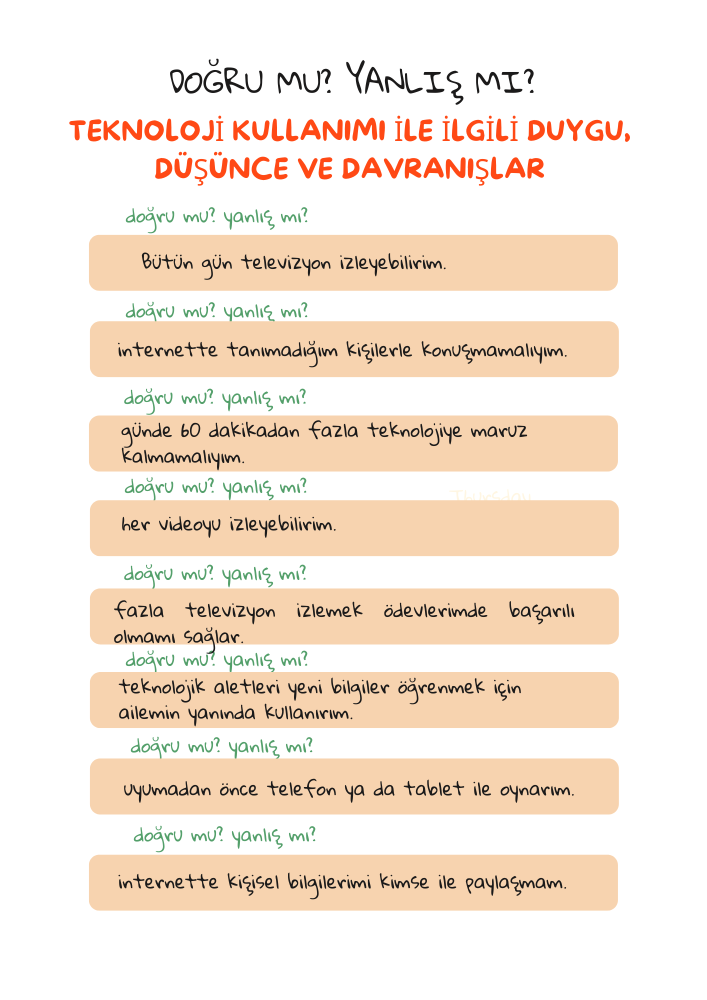 DOĞRU MU? YANLIŞ MI?
TEKNOLOJİ KULLANIMI İLE İLGİLİ DUYGU,
DÜŞÜNCE VE DAVRANIŞLAR
doğru mu? yanlış mı?
Bütün gün televizyon izleyebilirim.
doğru mu? yanlış mı?
internette tanımadığım kişilerle konuşmamalıyım.
doğru mu? yanlış mı?
günde 60 dakikadan fazla teknolojiye maruz
kalmamalıyım.
doğru mu? yanlış mı?
Thursday
her videoyu izleyebilirim.
doğru mu? yanlış mı?
fazla televizyon izlemek ödevlerimde başarılı
olmamı sağlar.
doğru mu? yanlış mı?
teknolojik aletleri yeni bilgiler öğrenmek için
ailemin yanında kullanırım.
doğru mu? yanlış mı?
uyumadan önce telefon ya da tablet ile oynarım.
doğru mu? yanlış mı?
internette kişisel bilgilerimi kimse ile paylaşmam.